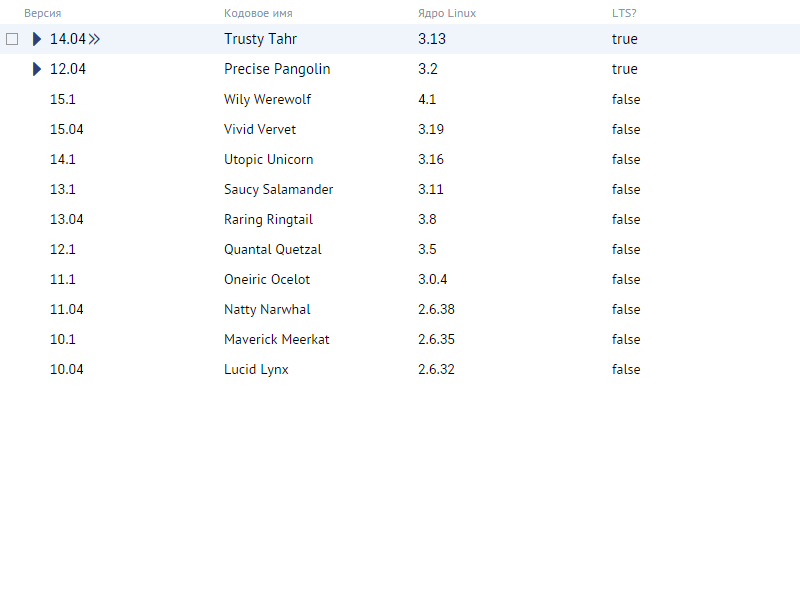 Версия Кодовое имя Ядро Linux LTS?
14.04 Trusty Tahr 3.13 true
12.04 Precise Pangolin 3.2 true
15.1 Wily Werewolf 4.1 false
15.04 Vivid Vervet 3.19 false
14.1 Utopic Unicorn 3.16 false
13.1 Saucy Salamander 3.11 false
13.04 Raring Ringtail 3.8 false
12.1 Quantal Quetzal 3.5 false
11.1 Oneiric Ocelot 3.0.4 false
11.04 Natty Narwhal 2.6.38 false
10.1 Maverick Meerkat 2.6.35 false
10.04 Lucid Lynx 2.6.32 false